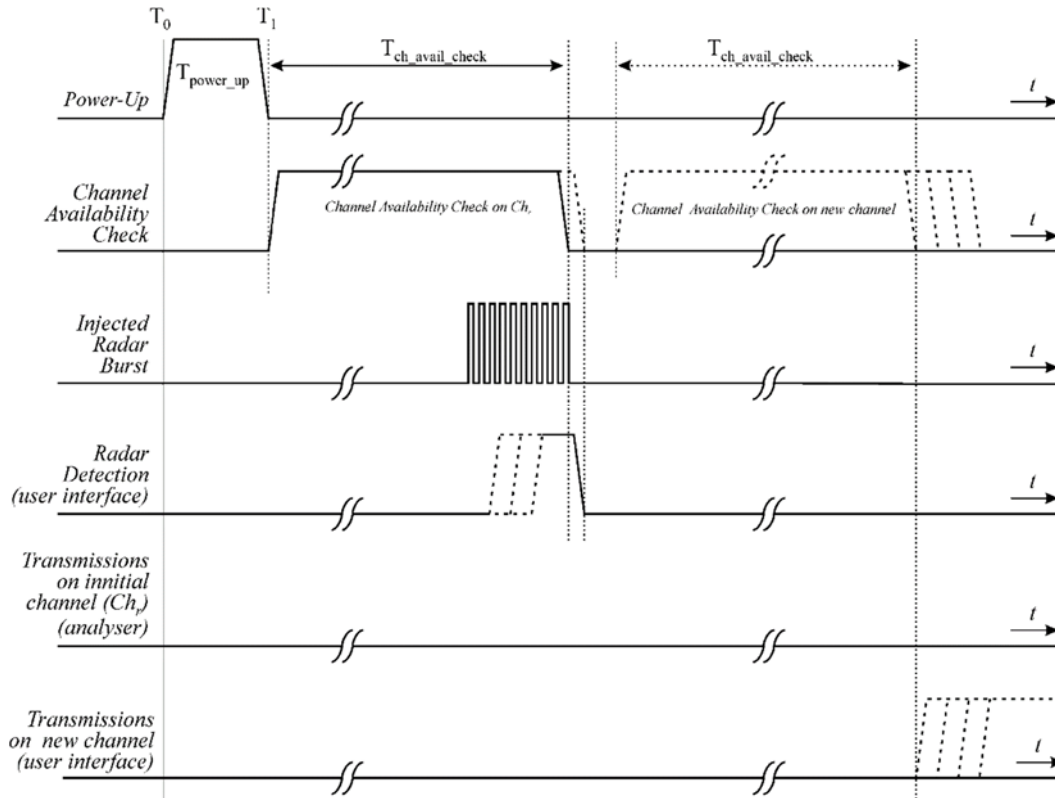 T0 T1
Tpower_up
Tch_avail_check
Tch_avail_check
Power-Up
t
Channel
Availability
Check
Channel Availability Check on Chr
Channel Availability Check on new channel
t
Injected
Radar
Burst
t
Radar
Detection
(user interface)
t
Transmissions
on innitial
channel (Chr)
(analyser)
t
Transmissions
on new channel
(user interface)
t